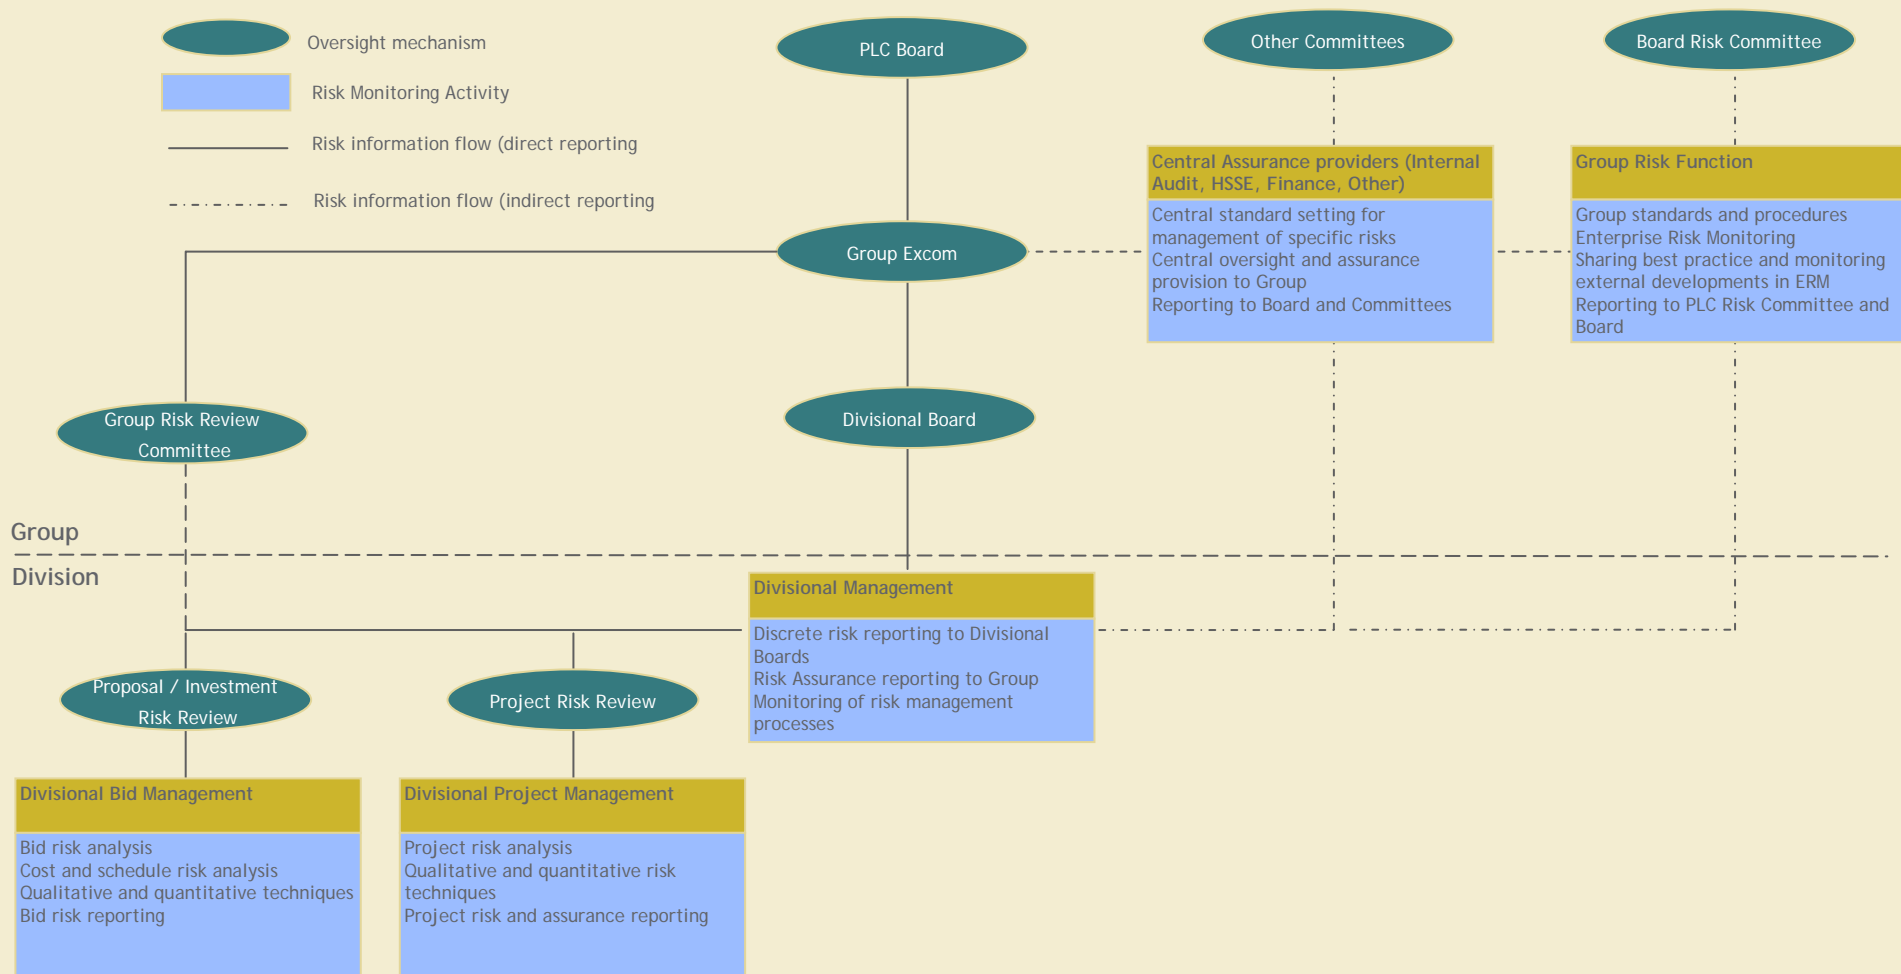 Oversight mechanism
Risk Monitoring Activity
Risk information flow (direct reporting
Risk information flow (indirect reporting
PLC Board
Other Committees
Board Risk Committee
Central Assurance providers (Internal
Audit, HSSE, Finance, Other)
Central standard setting for
management of specific risks
Central oversight and assurance
provision to Group
Reporting to Board and Committees
Group Risk Function
Group standards and procedures
Enterprise Risk Monitoring
Sharing best practice and monitoring
external developments in ERM
Reporting to PLC Risk Committee and
Board
Group Excom
Group Risk Review
Committee
Divisional Board
Group
Division
Divisional Management
Discrete risk reporting to Divisional
Boards
Risk Assurance reporting to Group
Monitoring of risk management
processes
Proposal / Investment
Risk Review
Project Risk Review
Divisional Bid Management
Bid risk analysis
Cost and schedule risk analysis
Qualitative and quantitative techniques
Bid risk reporting
Divisional Project Management
Project risk analysis
Qualitative and quantitative risk
techniques
Project risk and assurance reporting